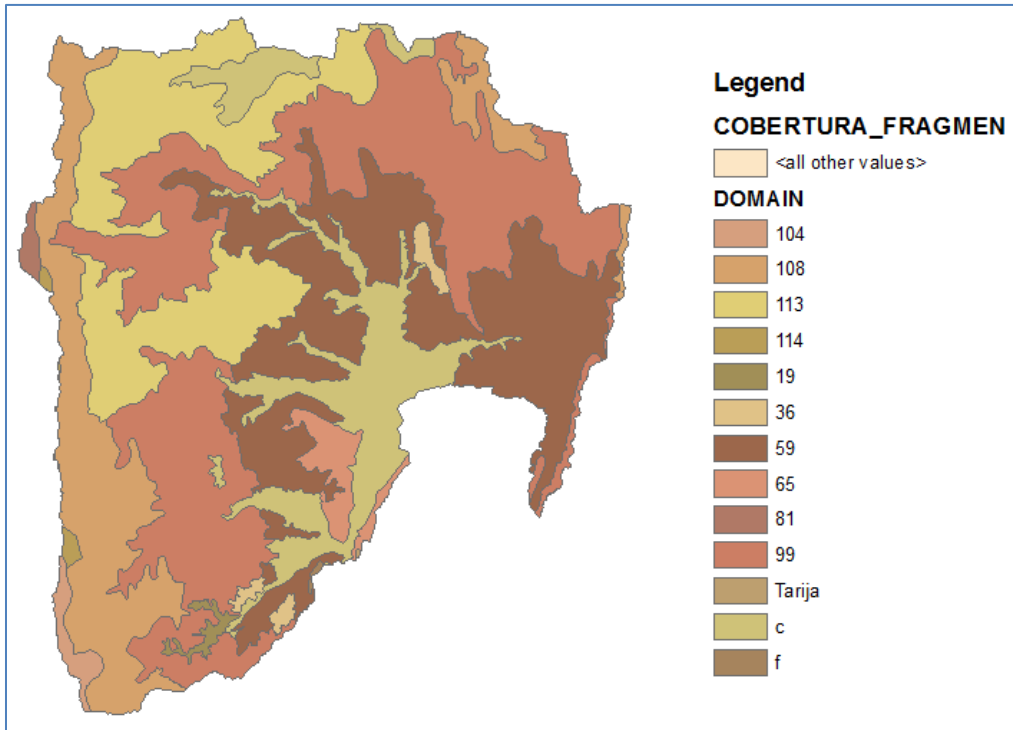 Legend
COBERTURA_FRAGMEN
<all other values>
DOMAIN
104
108
113
114
19
36
59
65
81
99
Tarija
c
f